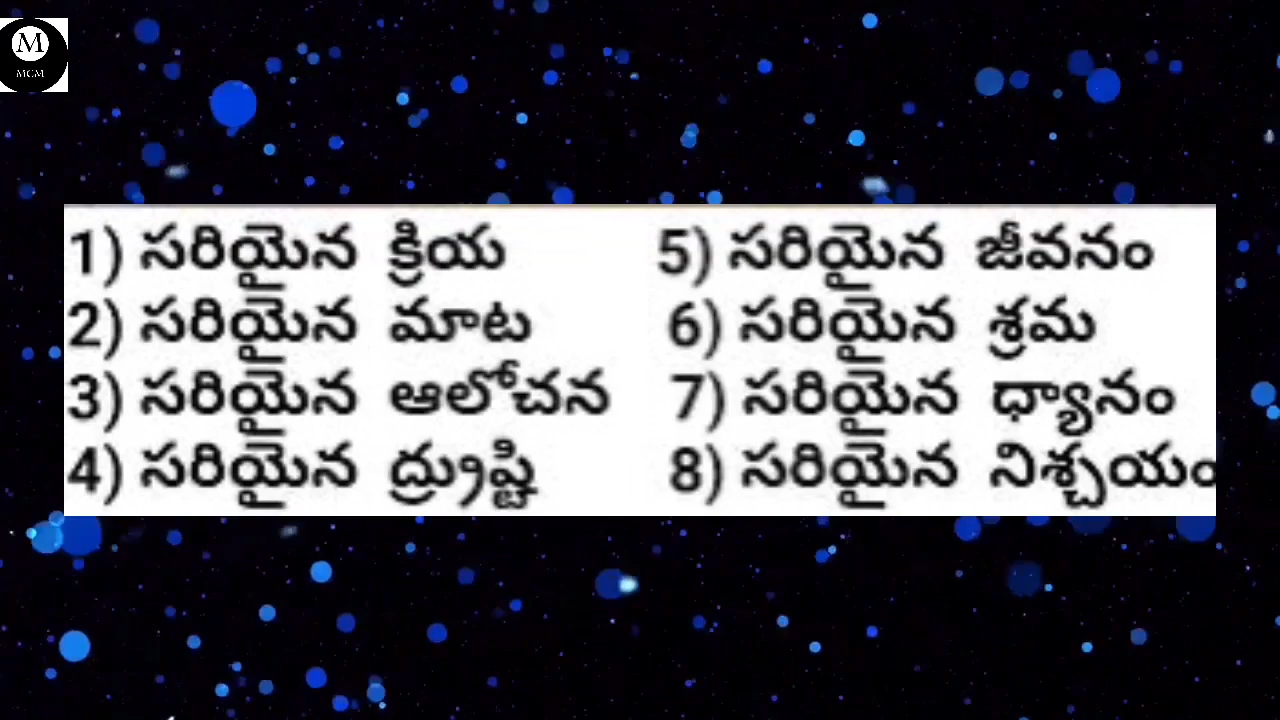 M
MCM
1) సరియైన క్రియ
2) సరియైన మాట
3) సరియైన ఆలోచన
4) సరియైన ద్ర్రుష్టి
5) సరియైన జీవనం
6) సరియైన శ్రమ
7) సరియైన ధ్యానం
8) సరియైన నిశ్చయం